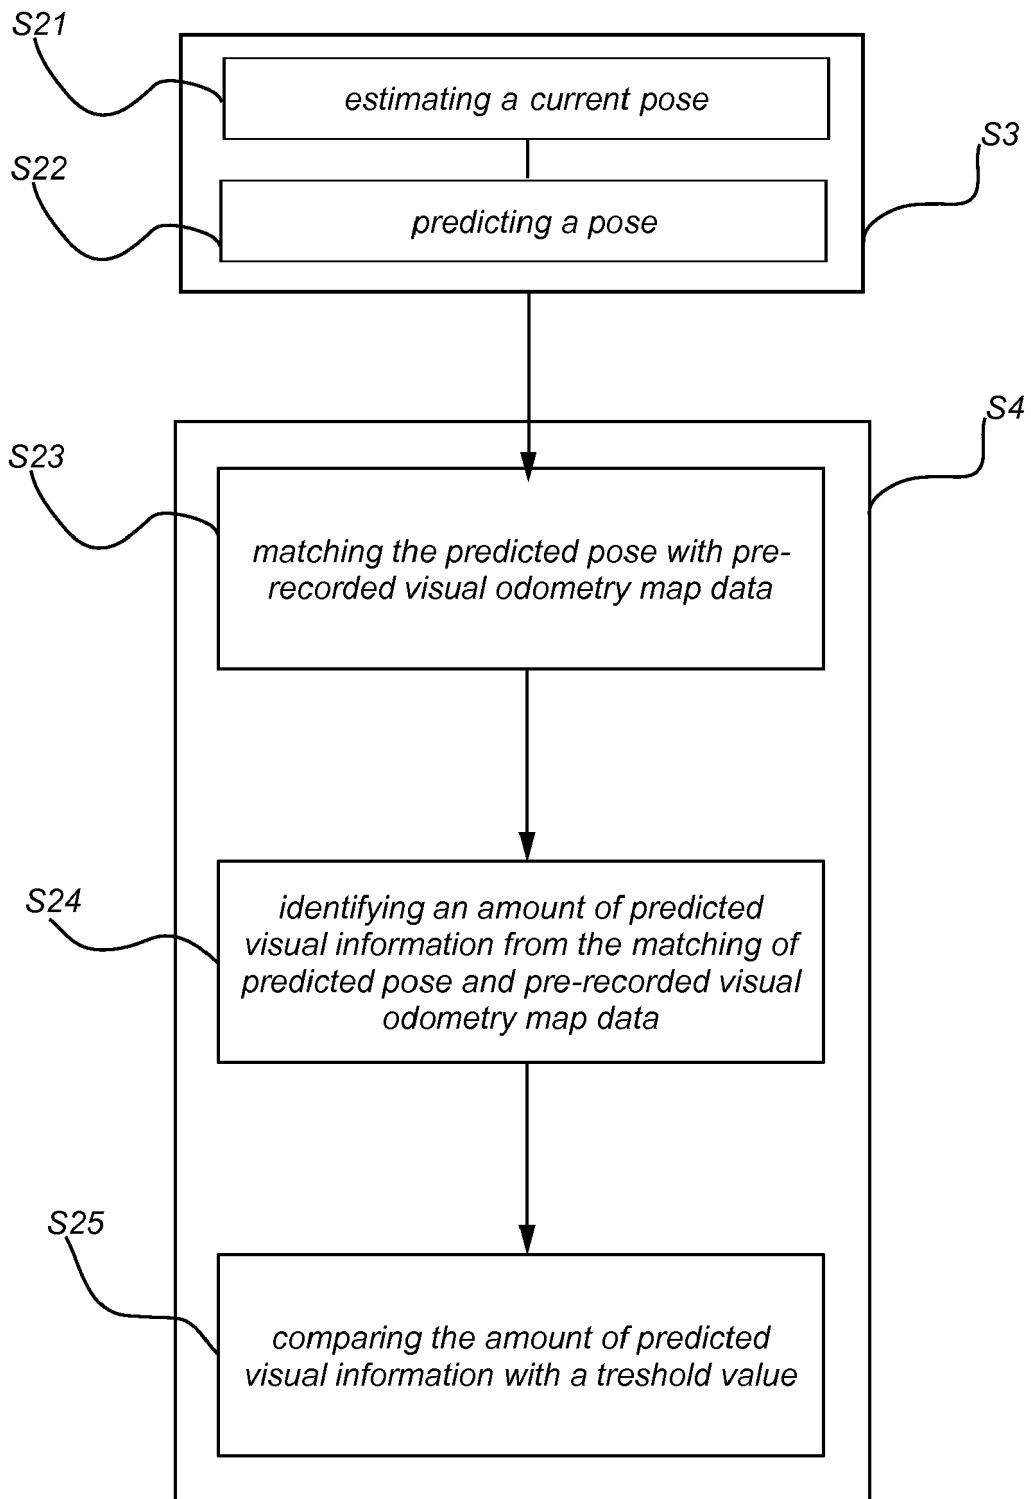 S21
estimating a current pose
S3
S22
predicting a pose
S4
S23
matching the predicted pose with pre-
recorded visual odometry map data
S24
identifying an amount of predicted
visual information from the matching of
predicted pose and pre-recorded visual
odometry map data
S25
comparing the amount of predicted
visual information with a treshold value